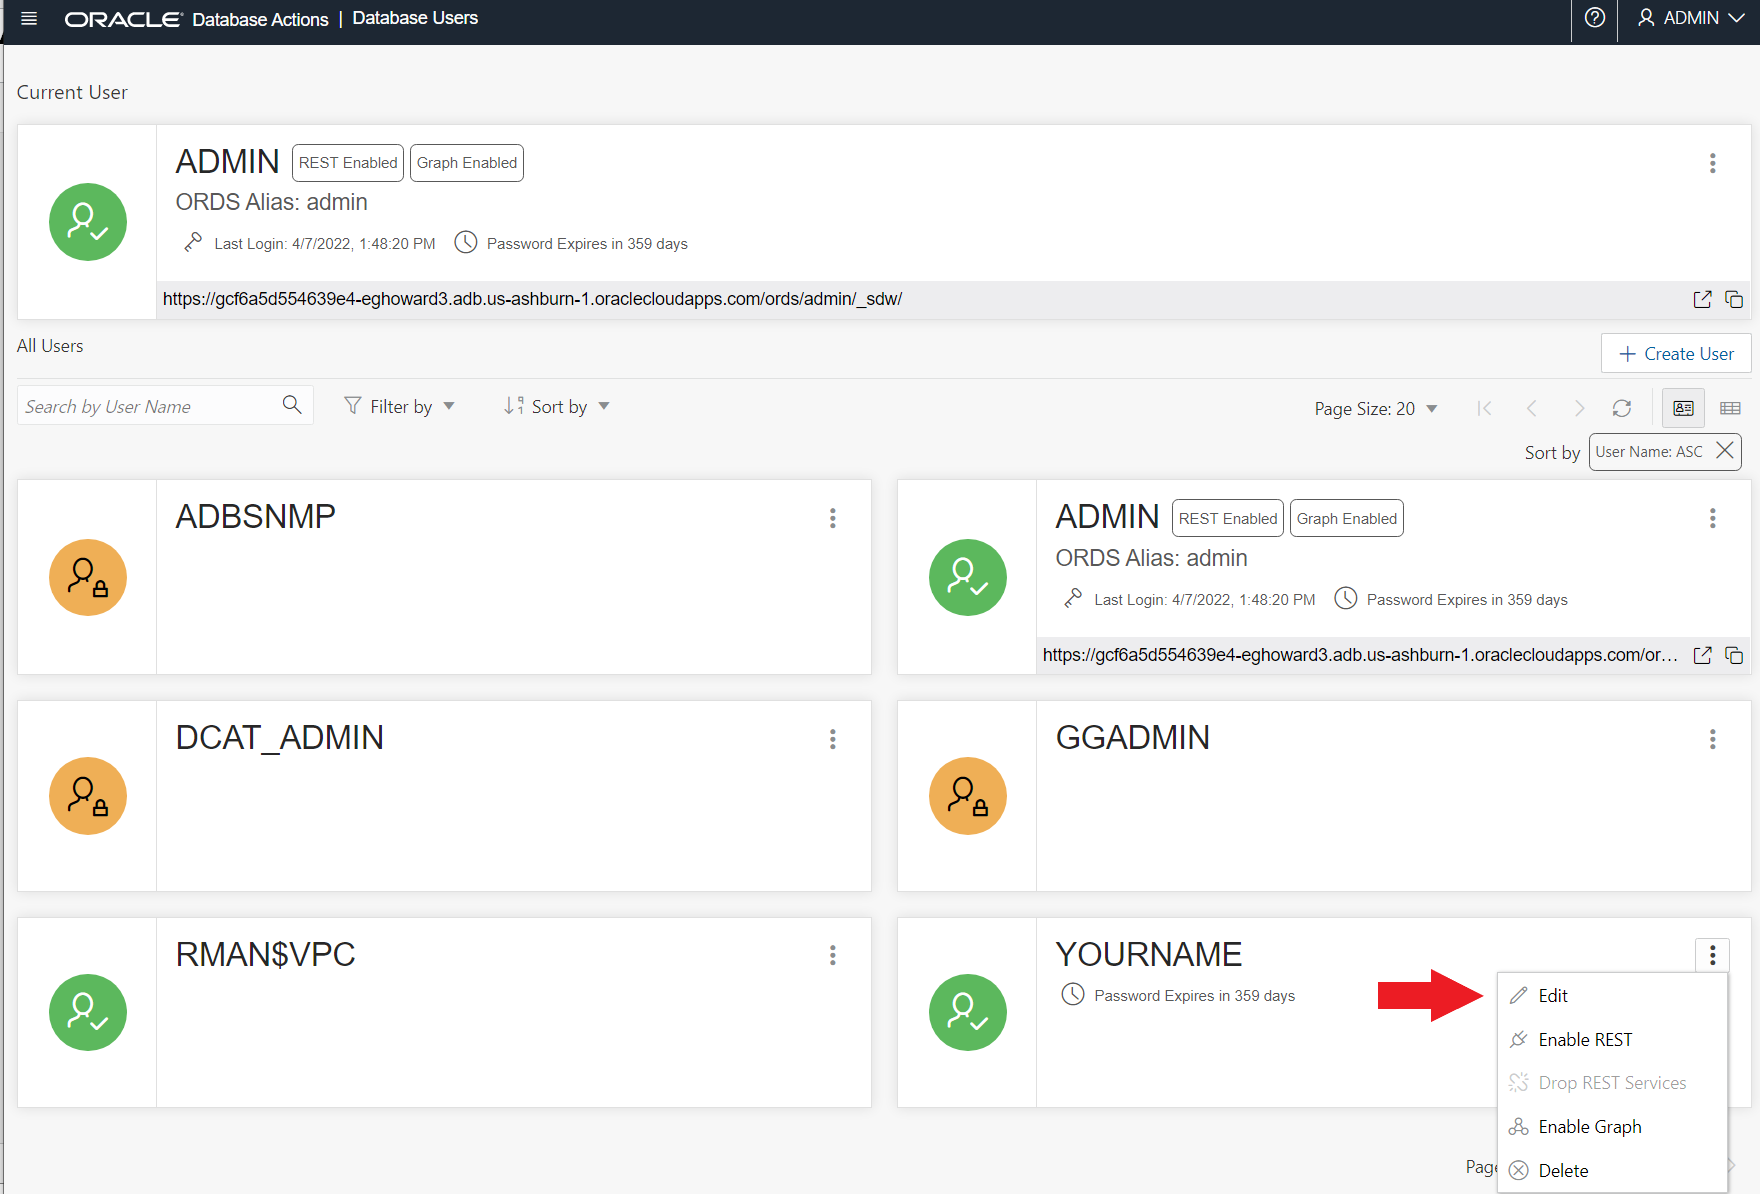 ORACLE Database Actions | Database Users
ADMIN
Current User
ADMIN REST Enabled Graph Enabled
ORDS Alias: admin
Last Login: 4/7/2022, 1:48:20 PM Password Expires in 359 days
https://gcf6a5d554639e4-eghoward3.adb.us-ashburn-1.oraclecloudapps.com/ords/admin/_sdw/
All Users
+ Create User
Search by User Name
Filter by
Sort by
Page Size: 20
Sort by User Name: ASC
ADBSNMP
ADMIN REST Enabled Graph Enabled
ORDS Alias: admin
Last Login: 4/7/2022, 1:48:20 PM Password Expires in 359 days
https://gcf6a5d554639e4-eghoward3.adb.us-ashburn-1.oraclecloudapps.com/or...
DCAT_ADMIN
GGADMIN
RMAN$VPC
YOURNAME
Password Expires in 359 days
Edit
Enable REST
Drop REST Services
Enable Graph
Page
Delete